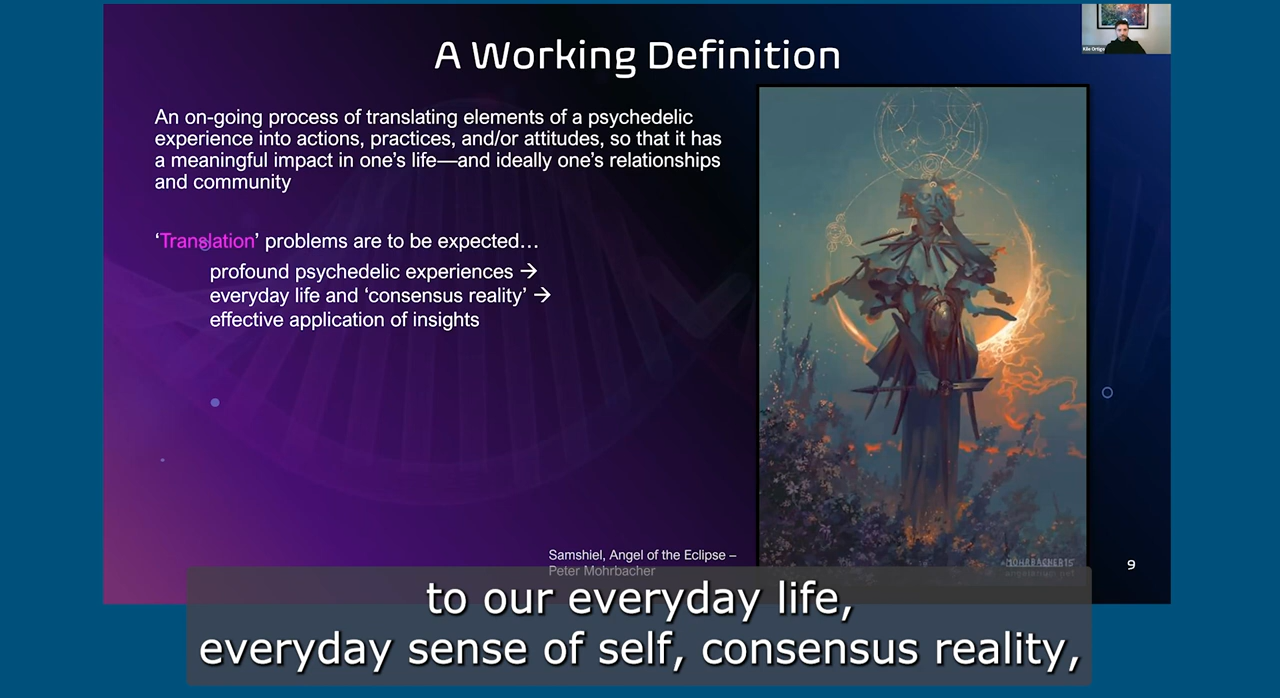 A Working Definition
An on-going process of translating elements of a psychedelic
experience into actions, practices, and/or attitudes, so that it has
a meaningful impact in one’s life—and ideally one’s relationships
and community
‘Translation’ problems are to be expected…
profound psychedelic experiences →
everyday life and ‘consensus reality’ →
effective application of insights
Samshiel, Angel of the Eclipse –
Peter Mohrbacher
MOHRBACHER15
9
to our everyday life,
everyday sense of self, consensus reality,